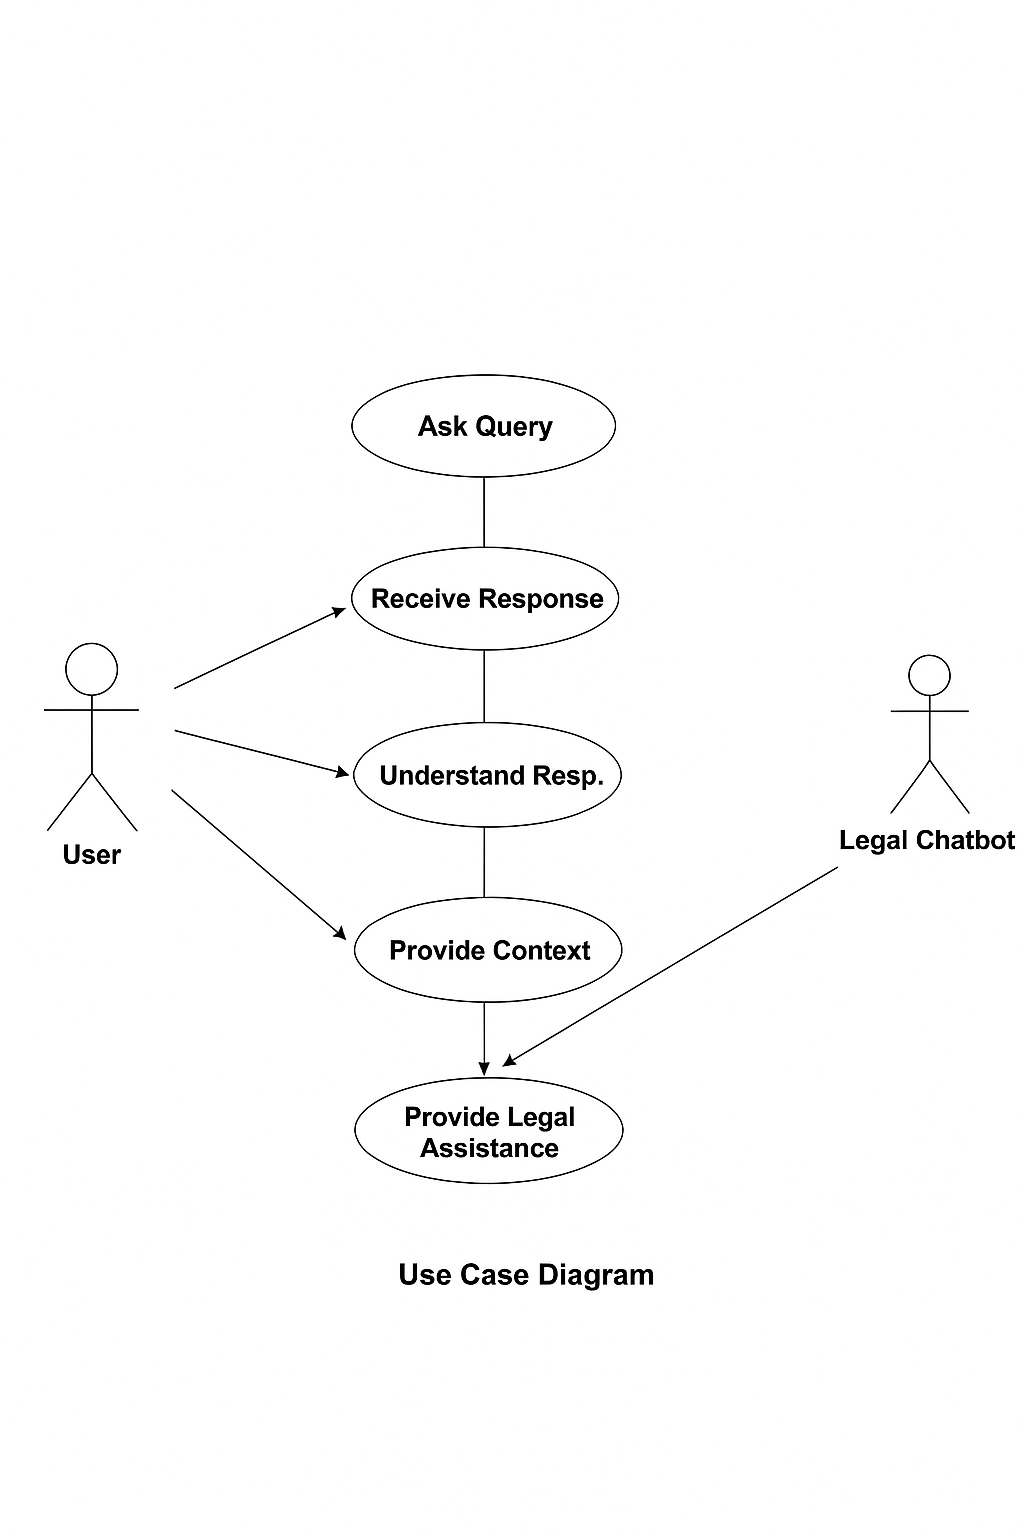 Ask Query
Receive Response
Understand Resp.
User
Legal Chatbot
Provide Context
Provide Legal
Assistance
Use Case Diagram